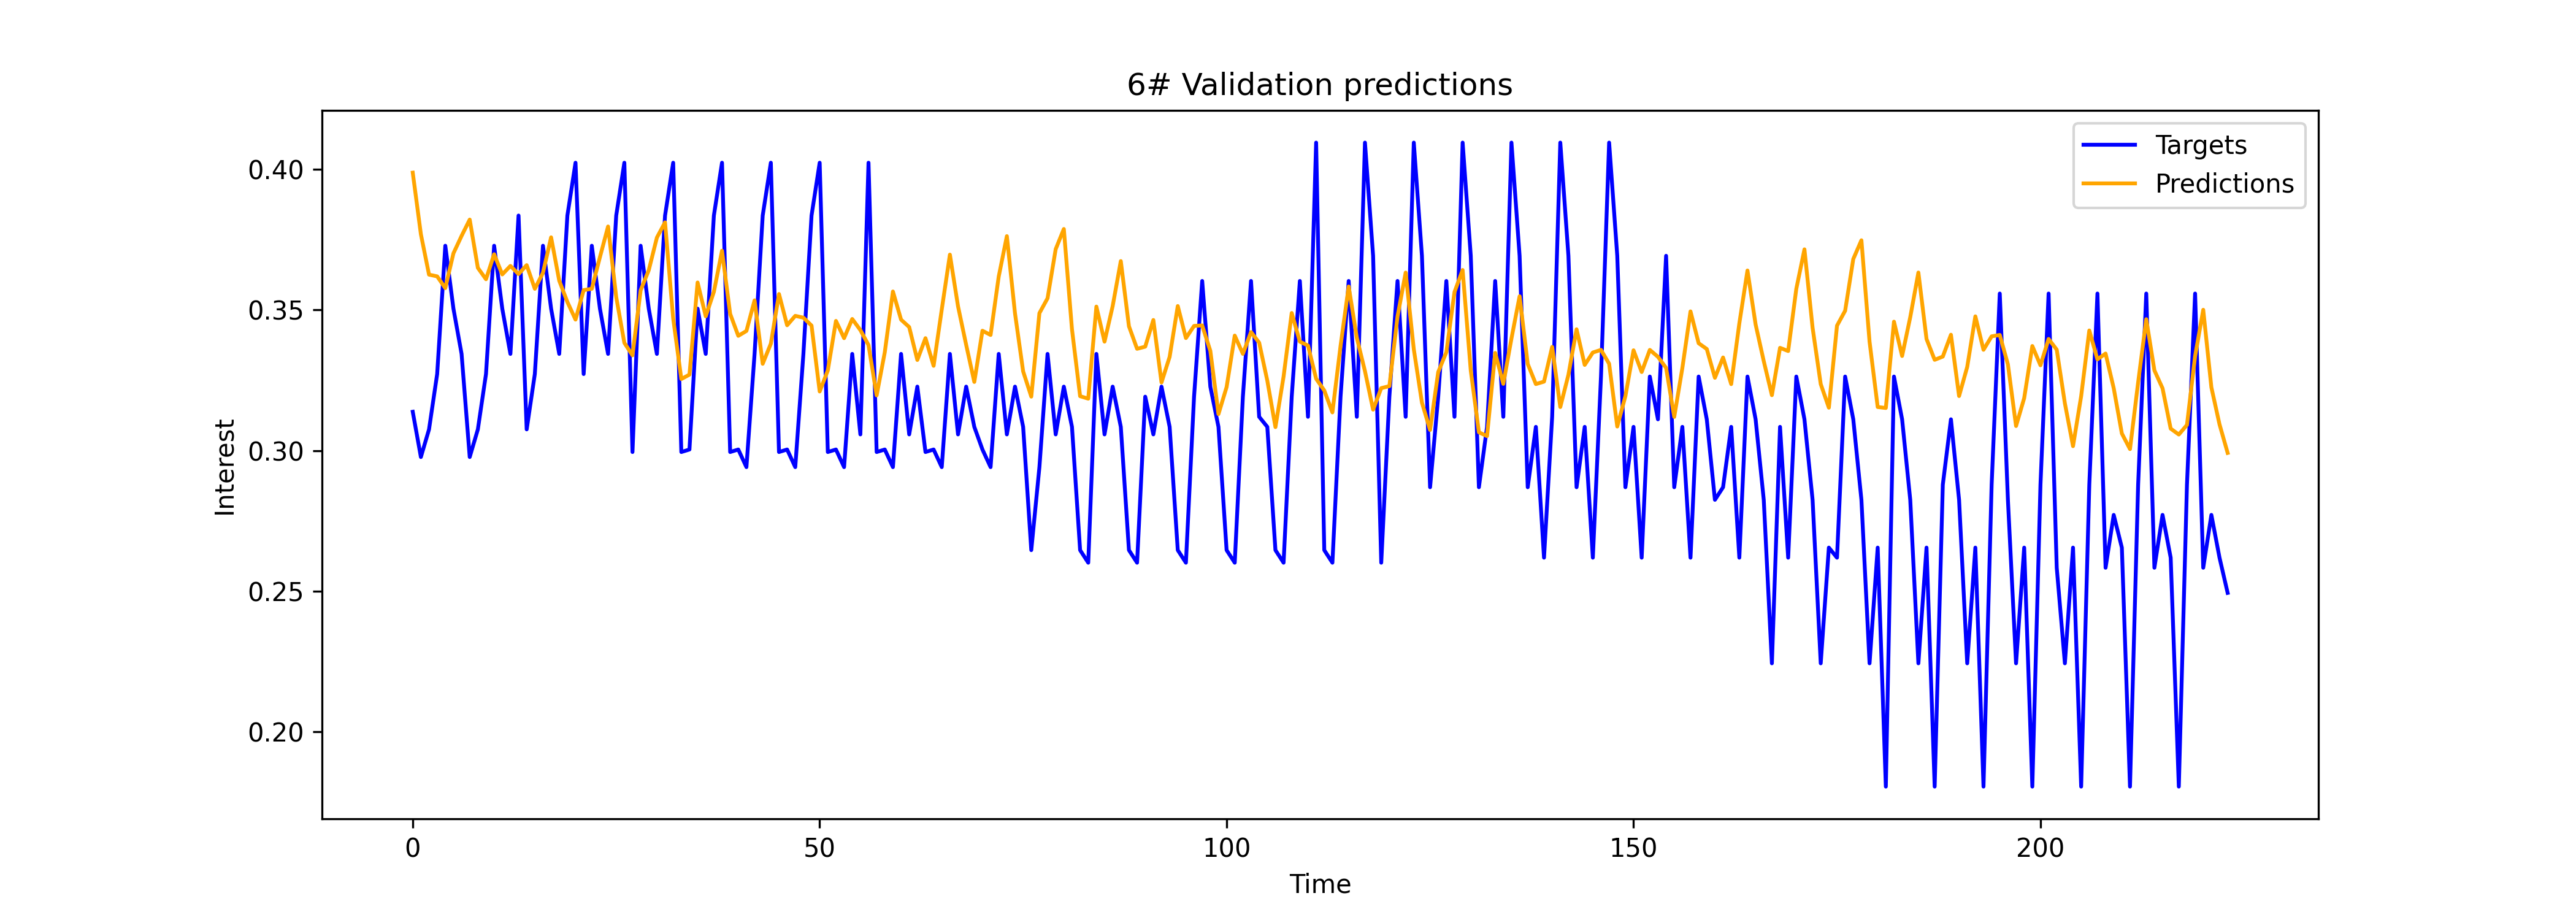 6# Validation predictions
Targets
Predictions
0.40
0.35
0.30
0.25
0.20
Interest
0 50 100 150 200
Time